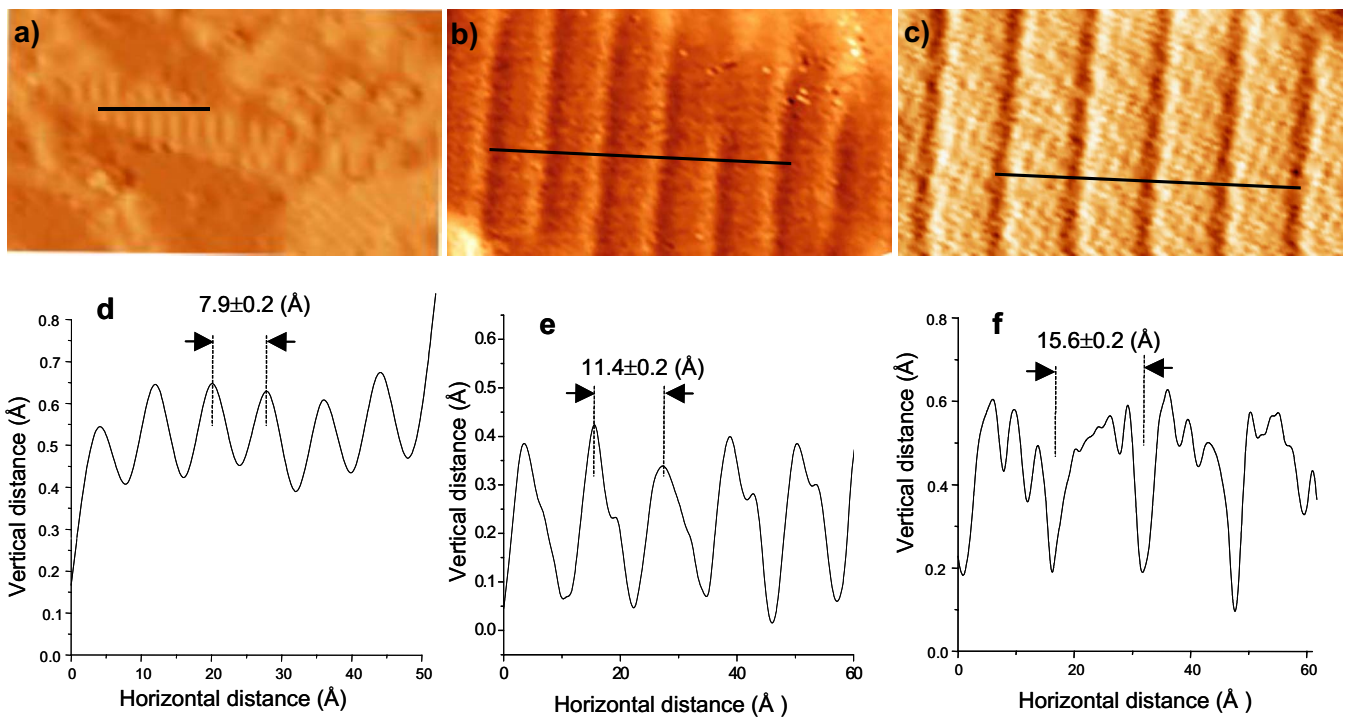 a)
b)
c)
d
7.9±0.2 (Å)
0.8
0.7
0.6
0.5
0.4
0.3
0.2
0.1
0.0
Vertical distance (Å)
0
10
20
30
40
50
Horizontal distance (Å)
e
11.4±0.2 (Å)
0.6
0.5
0.4
0.3
0.2
0.1
0.0
Vertical distance (Å)
0
20
40
60
Horizontal distance (Å )
f
15.6±0.2 (Å)
0.8
0.6
0.4
0.2
0.0
Vertical distance (Å)
0
20
40
60
Horizontal distance (Å )